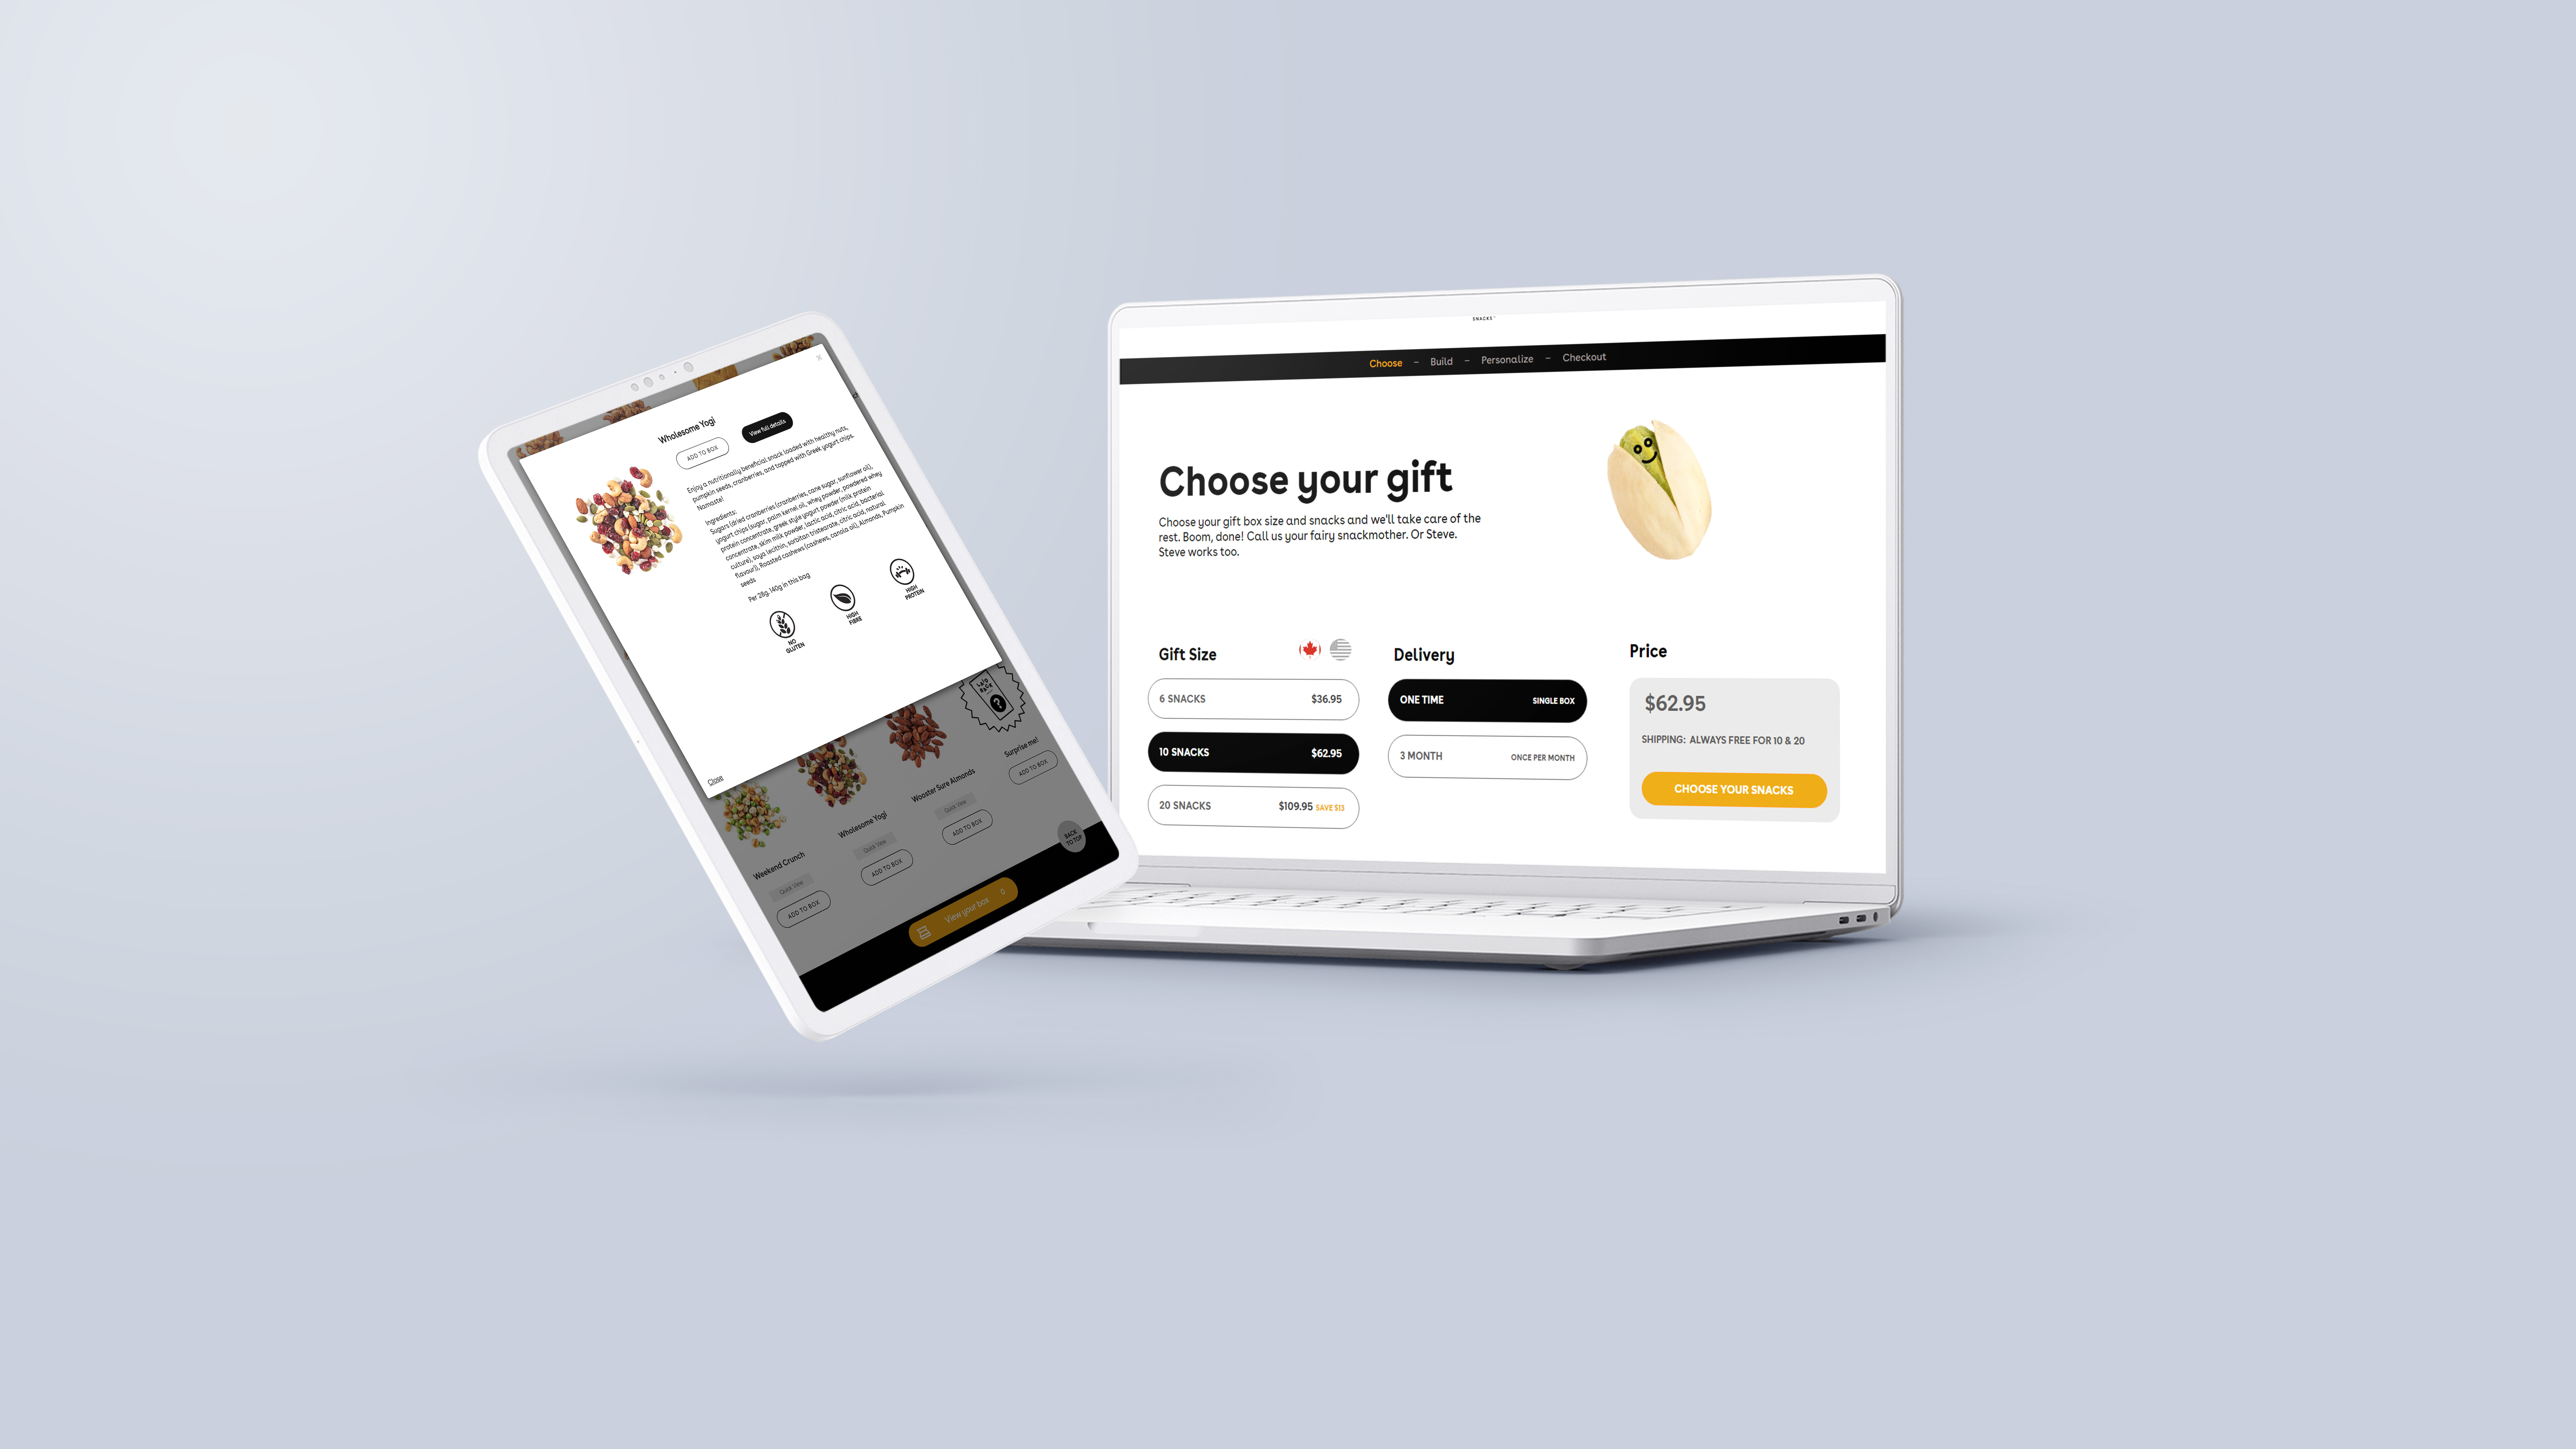 Wholesome Yogi
ADD TO BOX
View full details
Enjoy a nutritionally beneficial snack loaded with healthy nuts,
pumpkin seeds, cranberries, and topped with Greek yogurt chips.
Namaste!
Ingredients:
Sugars (dried cranberries (cranberries, cane sugar, sunflower oil),
yogurt chips (sugar, palm kernel oil, whey powder, powdered whey
protein concentrate, greek style yogurt powder (milk protein
concentrate, skim milk powder, lactic acid, citric acid, bacterial
culture), soya lecithin, sorbitan tristearate, citric acid, natural
flavour)), Roasted cashews (cashews, canola oil), Almonds, Pumpkin
seeds
Per 28g, 140g in this bag
NO
GLUTEN
HIGH
FIBRE
HIGH
PROTEIN
Close
Weekend Crunch
Quick View
ADD TO BOX
Wholesome Yogi
Quick View
ADD TO BOX
Wooster Sure Almonds
Quick View
ADD TO BOX
?
Surprise me!
ADD TO BOX
BACK
TO TOP
View your box
SNACKS
Choose – Build – Personalize – Checkout
Choose your gift
Choose your gift box size and snacks and we'll take care of the
rest. Boom, done! Call us your fairy snackmother. Or Steve.
Steve works too.
Gift Size
6 SNACKS $36.95
10 SNACKS $62.95
20 SNACKS $109.95 SAVE $13
Delivery
ONE TIME SINGLE BOX
3 MONTH ONCE PER MONTH
Price
$62.95
SHIPPING: ALWAYS FREE FOR 10 & 20
CHOOSE YOUR SNACKS